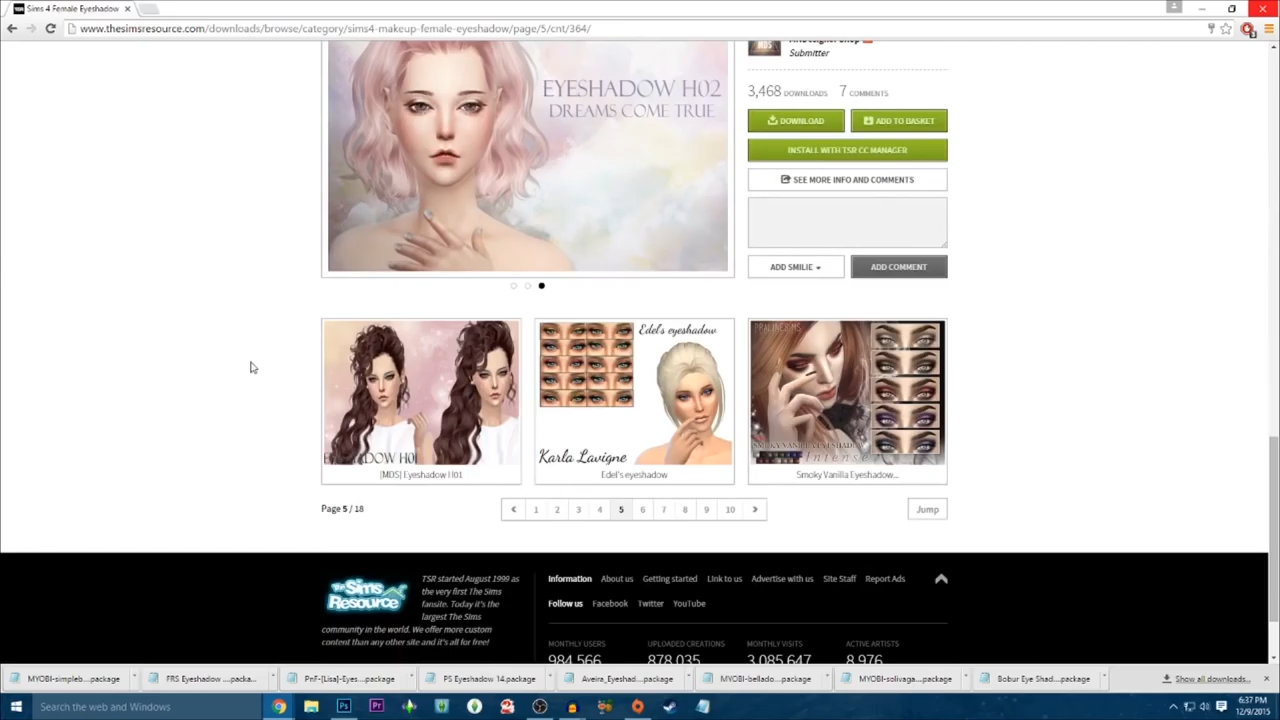 Sims 4 Female Eyeshadow
www.thesimsresource.com/downloads/browse/category/sims4-makeup-female-eyeshadow/page/5/cnt/364/
Submitter
EYESHADOW H02
DREAMS COME TRUE
3,468 DOWNLOADS 7 COMMENTS
DOWNLOAD
ADD TO BASKET
INSTALL WITH TSR CC MANAGER
SEE MORE INFO AND COMMENTS
ADD SMILIE
ADD COMMENT
[MDS] Eyeshadow H01
Edel's eyeshadow
Karla Lavigne
Edel's eyeshadow
PRALINESIMS
SMOKY VANILLA EYESHADOW
Intense
Smoky Vanilla Eyeshadow...
Page 5 / 18
1 2 3 4 5 6 7 8 9 10
Jump
The Sims Resource
TSR started August 1999 as
the very first The Sims
fansite. Today it's the
largest The Sims
community in the world. We offer more custom
content than any other site and it's all for free!
Information About us Getting started Link to us Advertise with us Site Staff Report Ads
Follow us Facebook Twitter YouTube
MONTHLY USERS UPLOADED CREATIONS MONTHLY VISITS ACTIVE ARTISTS
984,566 878,035 3,085,647 8,976
MYOBI-simpleb....package
FRS Eyeshadow ....packa...
PnF-[Lisa]-Eyes....package
PS Eyeshadow 14.package
Aveira_Eyeshad....package
MYOBI-bellado....package
MYOBI-solivaga....package
Bobur Eye Shad....package
Show all downloads...
Search the web and Windows
6:37 PM
12/9/2015